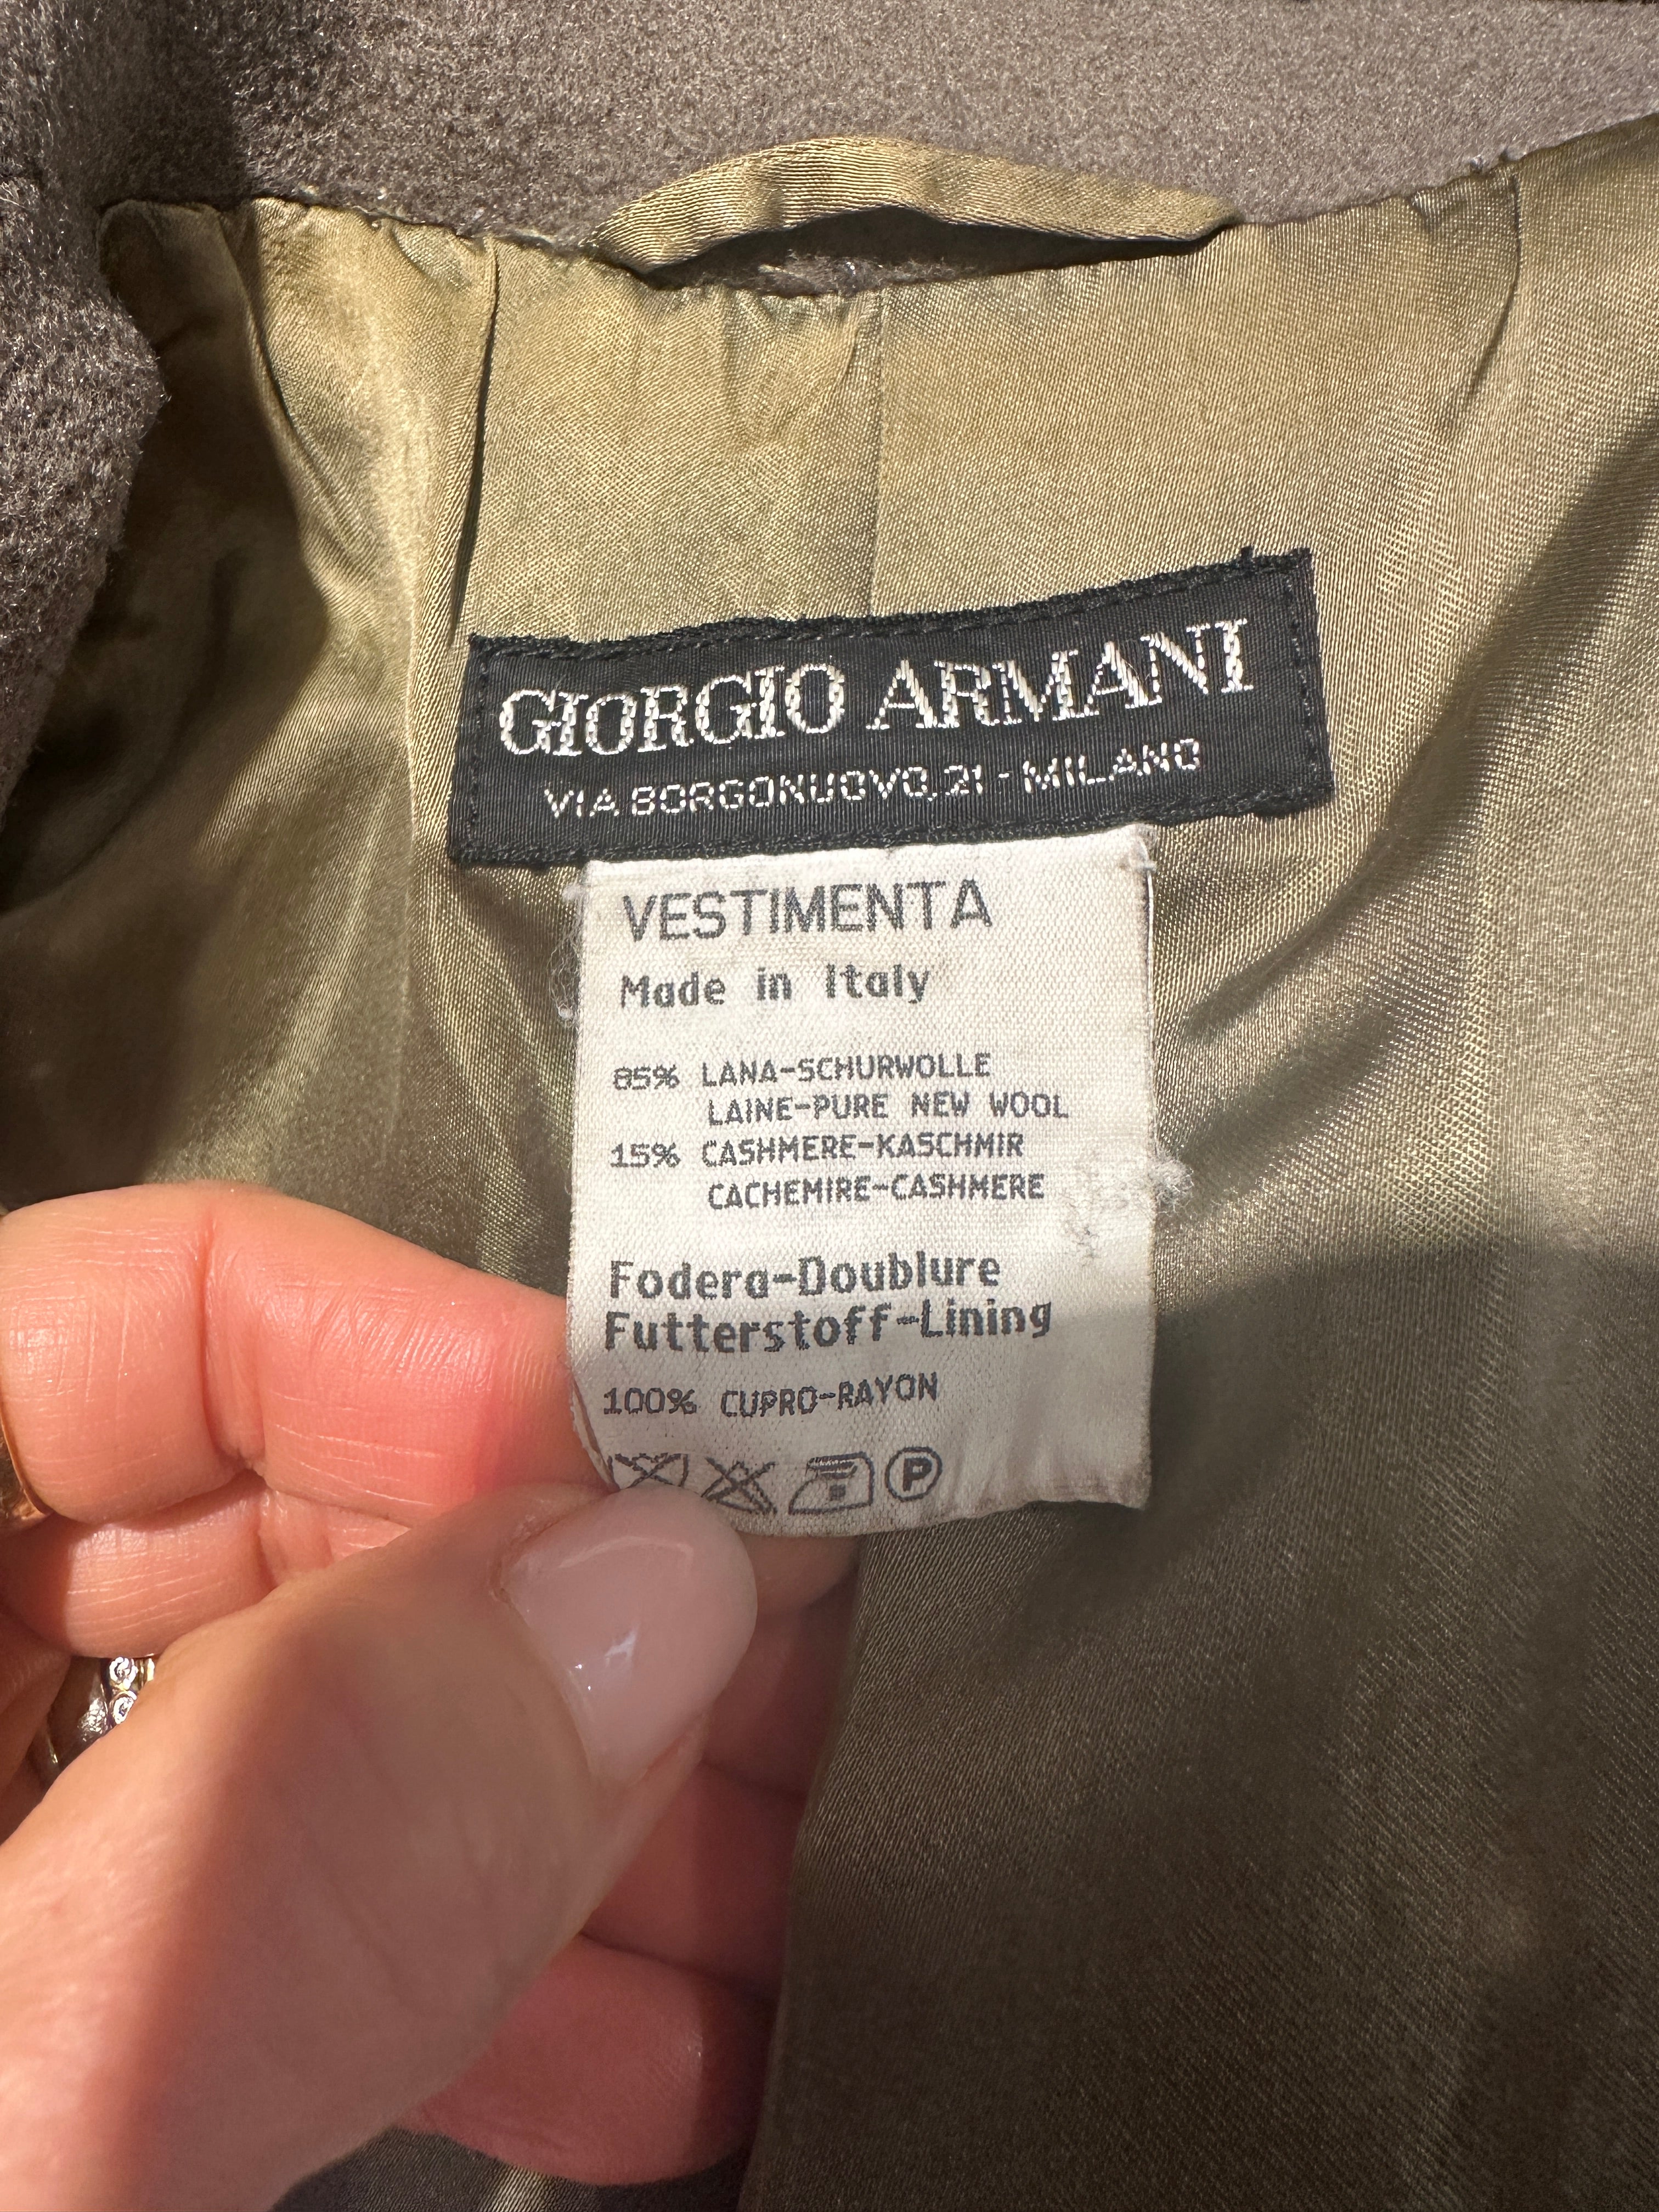 GIORGIO ARMANI
VIA BORGONUOVO, 21 - MILANO
VESTIMENTA
Made in Italy
85% LANA-SCHURWOLLE
LAINE-PURE NEW WOOL
15% CASHMERE-KASCHMIR
CACHEMIRE-CASHMERE
Fodera-Doublure
Futterstoff-Lining
100% CUPRO-RAYON
P